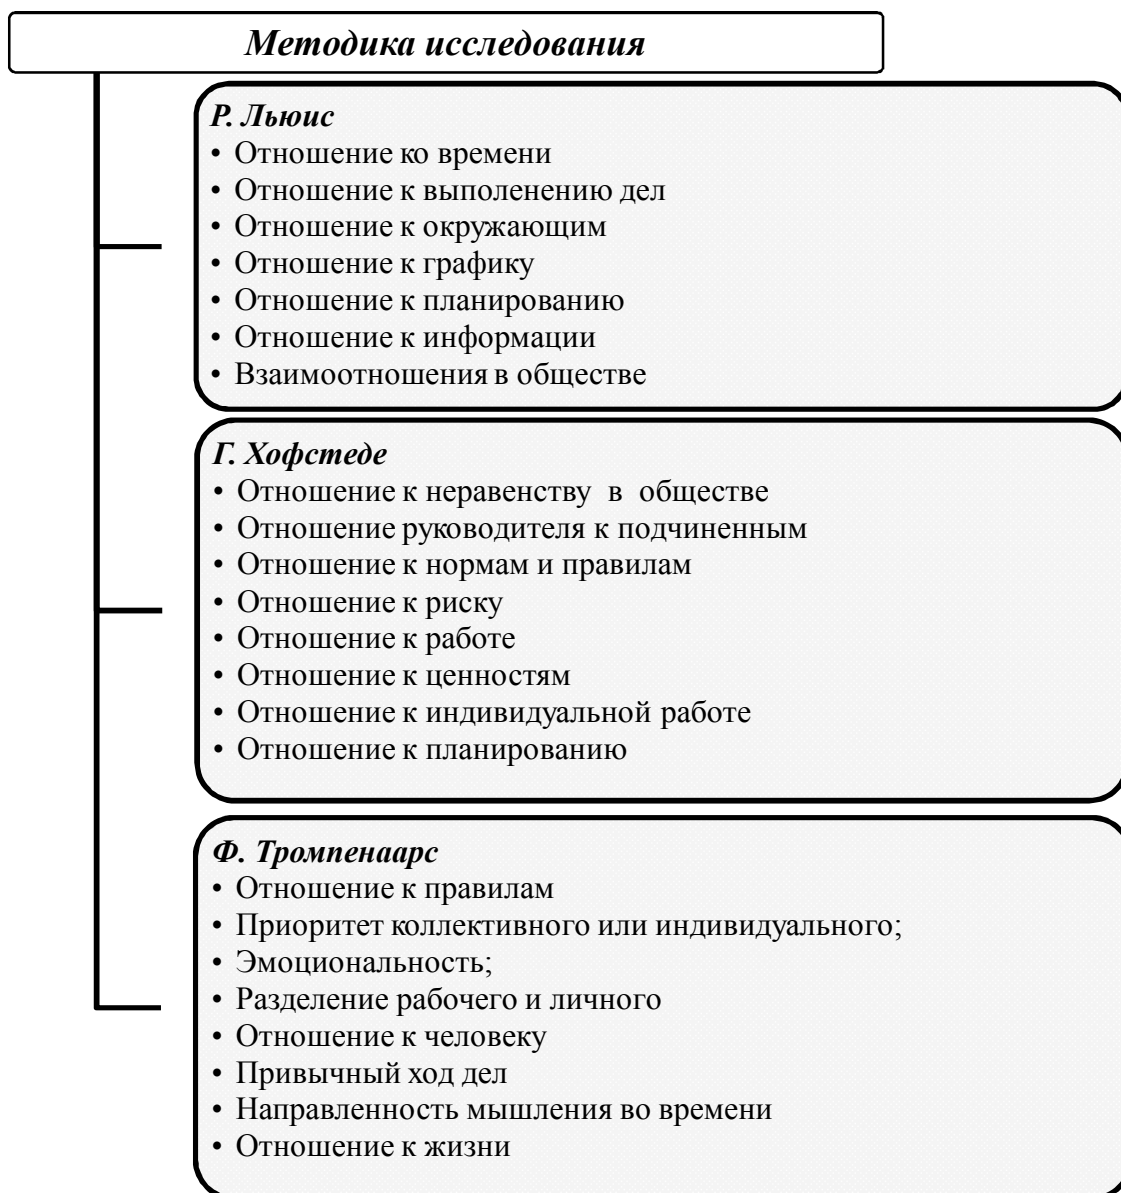 Методика исследования
Р. Льюис
• Отношение ко времени
• Отношение к выполенению дел
• Отношение к окружающим
• Отношение к графику
• Отношение к планированию
• Отношение к информации
• Взаимоотношения в обществе
Г. Хофстеде
• Отношение к неравенству в обществе
• Отношение руководителя к подчиненным
• Отношение к нормам и правилам
• Отношение к риску
• Отношение к работе
• Отношение к ценностям
• Отношение к индивидуальной работе
• Отношение к планированию
Ф. Тромпенаарс
• Отношение к правилам
• Приоритет коллективного или индивидуального;
• Эмоциональность;
• Разделение рабочего и личного
• Отношение к человеку
• Привычный ход дел
• Направленность мышления во времени
• Отношение к жизни